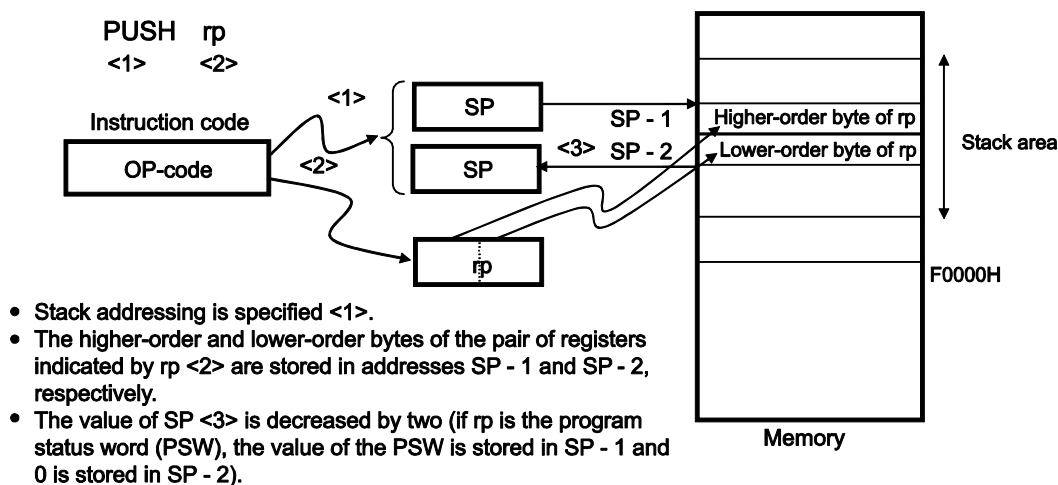 PUSH rp
<1> <2>
Instruction code
OP-code
<1>
<2>
SP
SP
rp
SP - 1
<3> SP - 2
Higher-order byte of rp
Lower-order byte of rp
Stack area
F0000H
Memory
• Stack addressing is specified <1>.
• The higher-order and lower-order bytes of the pair of registers
indicated by rp <2> are stored in addresses SP - 1 and SP - 2,
respectively.
• The value of SP <3> is decreased by two (if rp is the program
status word (PSW), the value of the PSW is stored in SP - 1 and
0 is stored in SP - 2).